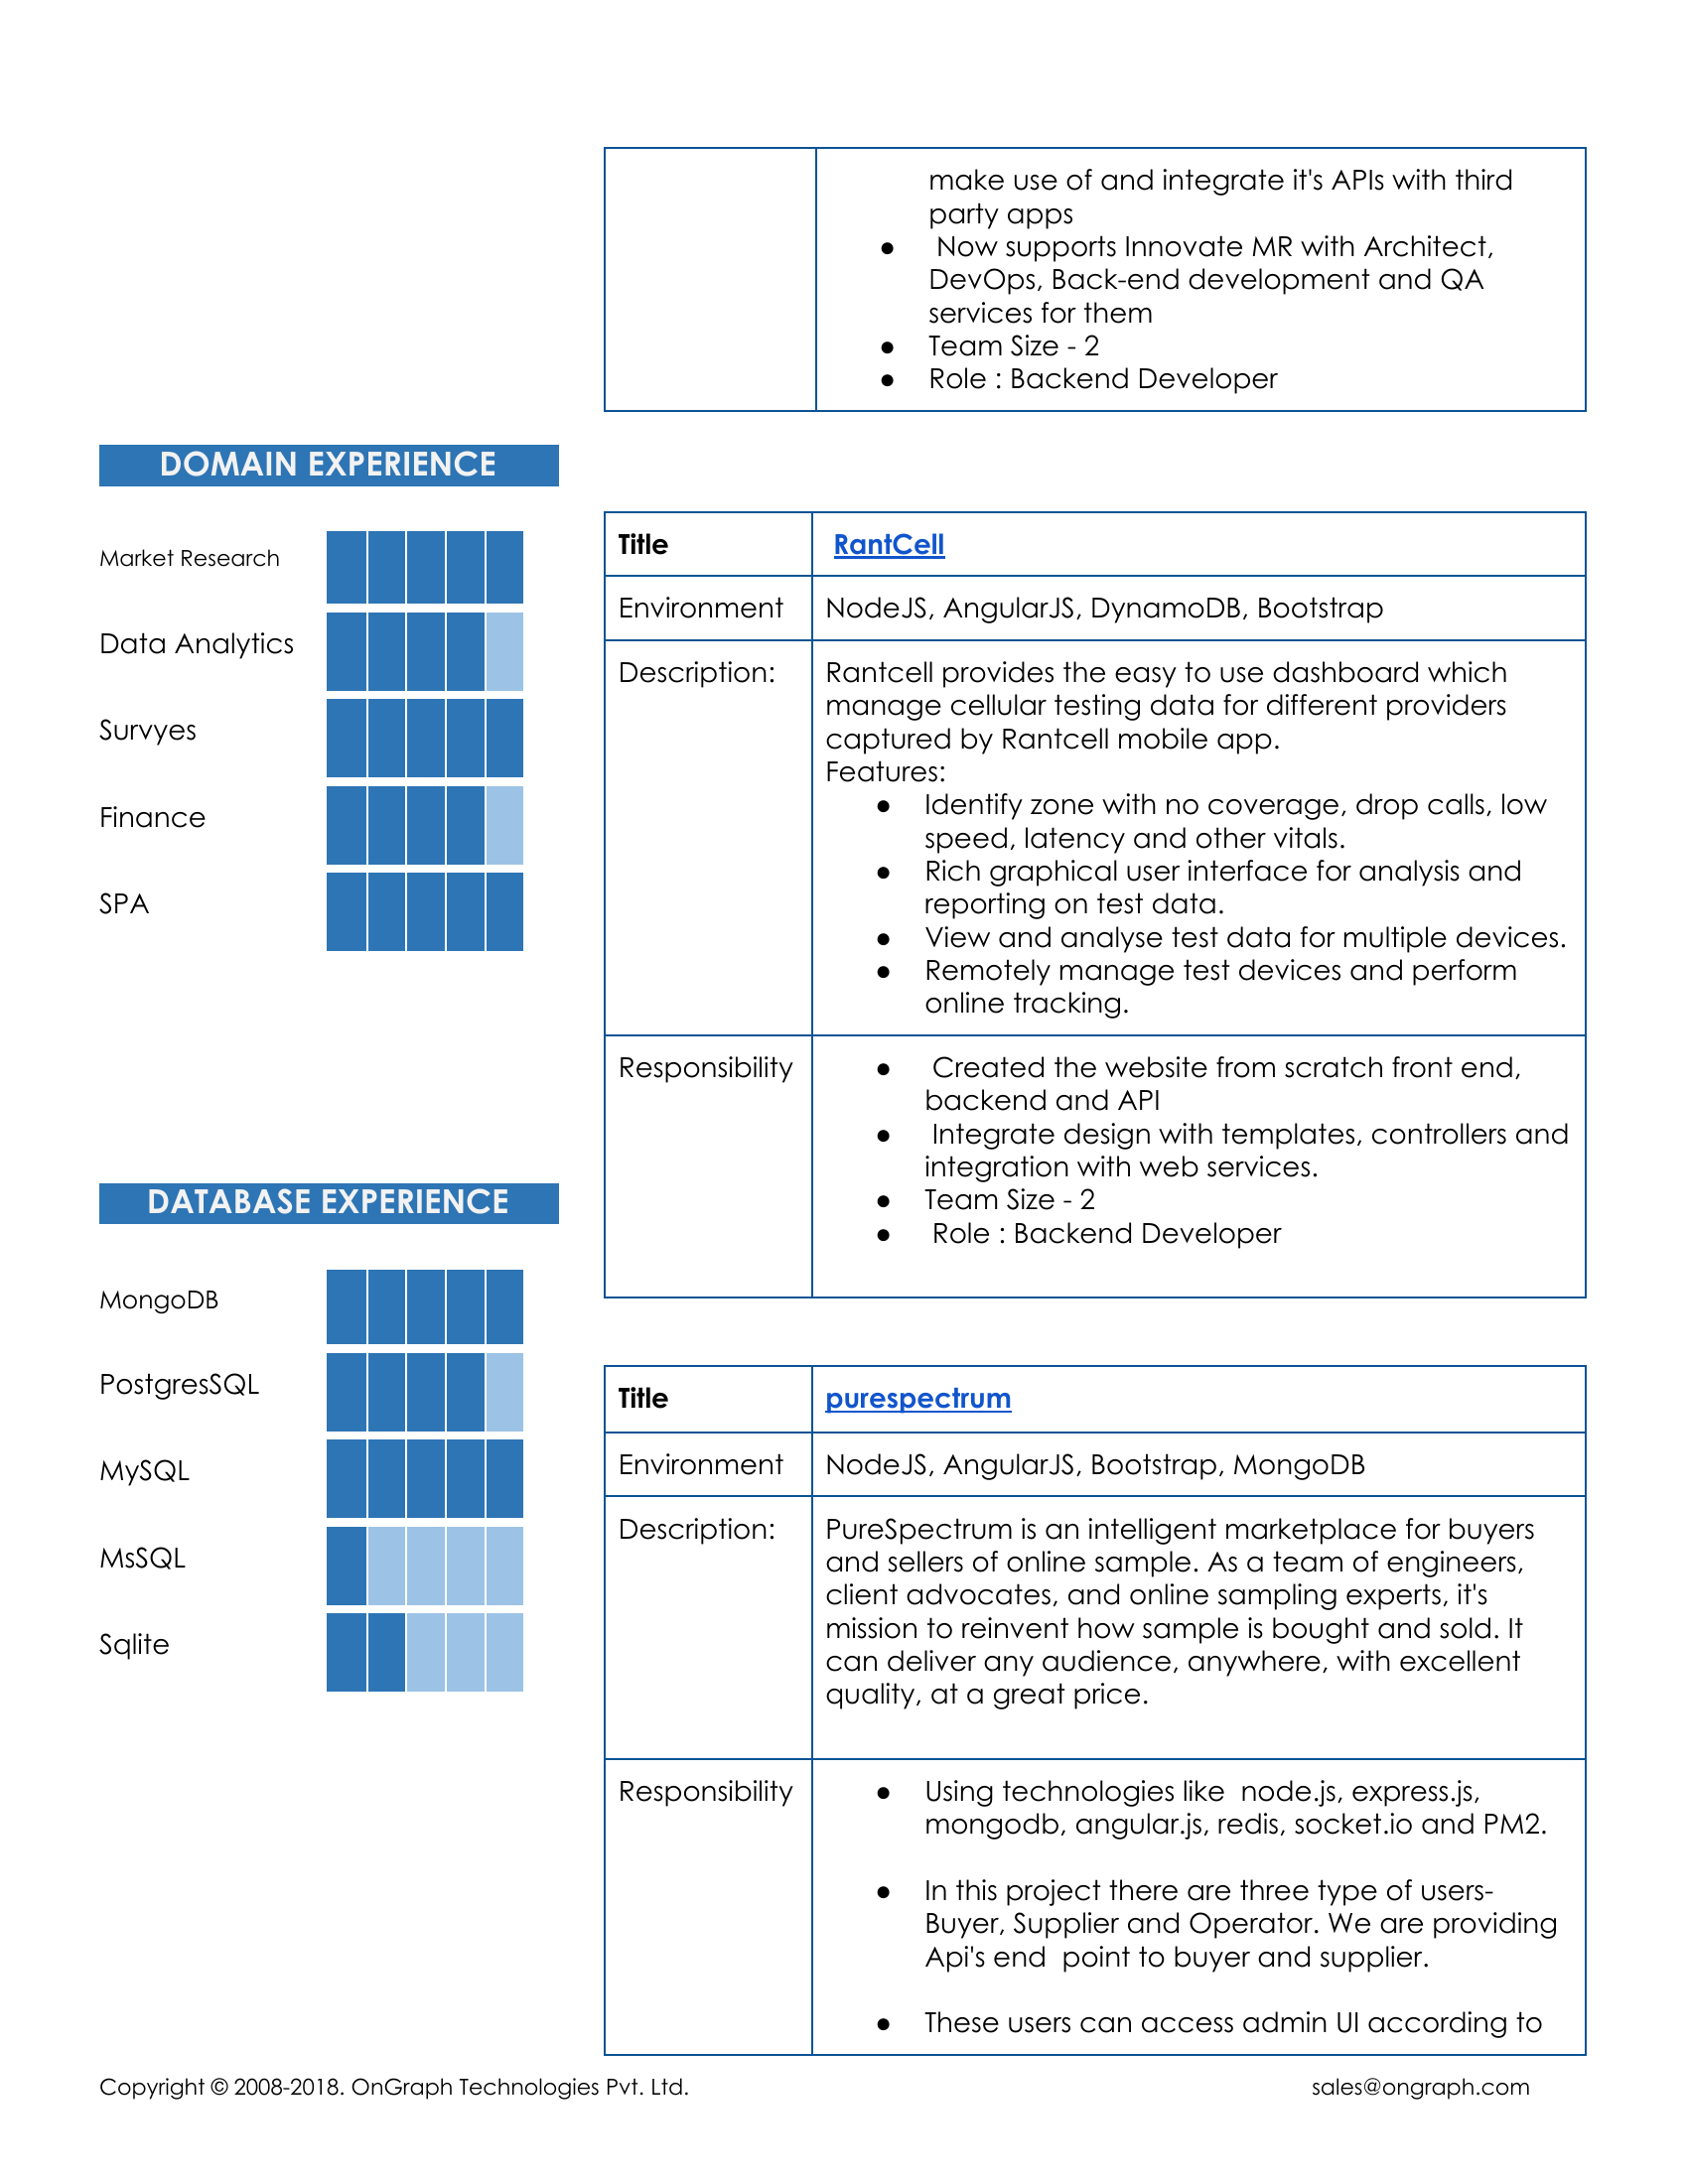 make use of and integrate it's APIs with third
party apps
● Now supports Innovate MR with Architect,
DevOps, Back-end development and QA
services for them
● Team Size - 2
● Role : Backend Developer
DOMAIN EXPERIENCE
Market Research
Data Analytics
Survyes
Finance
SPA
DATABASE EXPERIENCE
MongoDB
PostgresSQL
MySQL
MsSQL
Sqlite
Title RantCell
Environment NodeJS, AngularJS, DynamoDB, Bootstrap
Description: Rantcell provides the easy to use dashboard which
manage cellular testing data for different providers
captured by Rantcell mobile app.
Features:
● Identify zone with no coverage, drop calls, low
speed, latency and other vitals.
● Rich graphical user interface for analysis and
reporting on test data.
● View and analyse test data for multiple devices.
● Remotely manage test devices and perform
online tracking.
Responsibility ● Created the website from scratch front end,
backend and API
● Integrate design with templates, controllers and
integration with web services.
● Team Size - 2
● Role : Backend Developer
Title purespectrum
Environment NodeJS, AngularJS, Bootstrap, MongoDB
Description: PureSpectrum is an intelligent marketplace for buyers
and sellers of online sample. As a team of engineers,
client advocates, and online sampling experts, it's
mission to reinvent how sample is bought and sold. It
can deliver any audience, anywhere, with excellent
quality, at a great price.
Responsibility ● Using technologies like node.js, express.js,
mongodb, angular.js, redis, socket.io and PM2.
● In this project there are three type of users-
Buyer, Supplier and Operator. We are providing
Api's end point to buyer and supplier.
● These users can access admin UI according to
Copyright © 2008-2018. OnGraph Technologies Pvt. Ltd. sales@ongraph.com